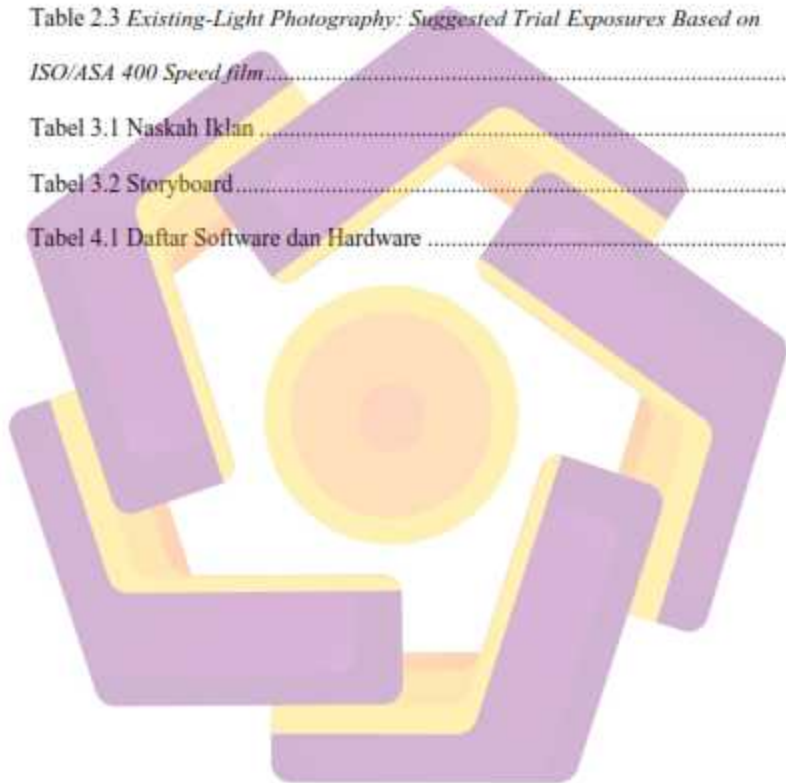 Table 2.3 Existing-Light Photography: Suggested Trial Exposures Based on
ISO/ASA 400 Speed film..........................................................................................
Tabel 3.1 Naskah Iklan ..........................................................................................
Tabel 3.2 Storyboard..............................................................................................
Tabel 4.1 Daftar Software dan Hardware ............................................................